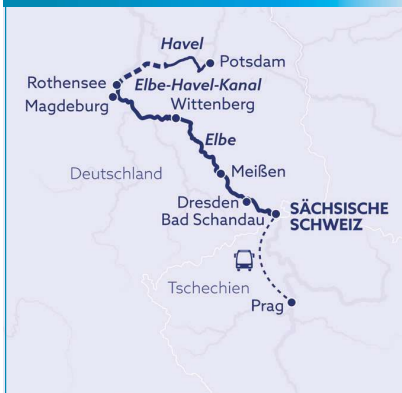 Havel
Potsdam
Rothensee
Elbe-Havel-Kanal
Magdeburg
Wittenberg
Elbe
Deutschland
Meißen
Dresden
SÄCHSISCHE
Bad Schandau
SCHWEIZ
Tschechien
Prag